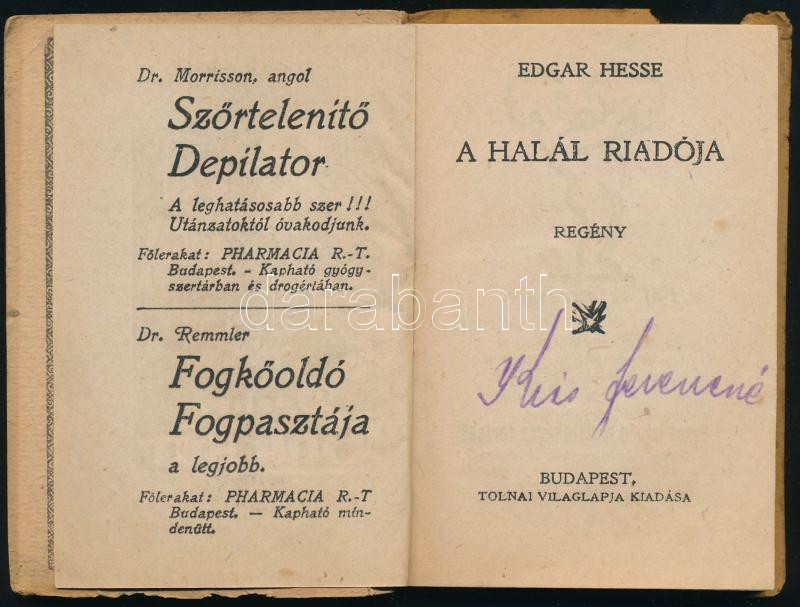 Dr. Morrisson, angol
Szőrtelenítő
Depilator
A leghatásosabb szer!!!
Utánzatoktól óvakodjunk.
Főlerakat: PHARMACIA R.-T.
Budapest. - Kapható gyógy-
szertárban és drogériában.
Dr. Remmler
Fogkőoldó
Fogpasztája
a legjobb.
Főlerakat: PHARMACIA R.-T
Budapest. — Kapható min-
denütt.
EDGAR HESSE
A HALÁL RIADÓJA
REGÉNY
Kiss Ferencné
BUDAPEST,
TOLNAI VILAGLAPJA KIADÁSA
darabanth